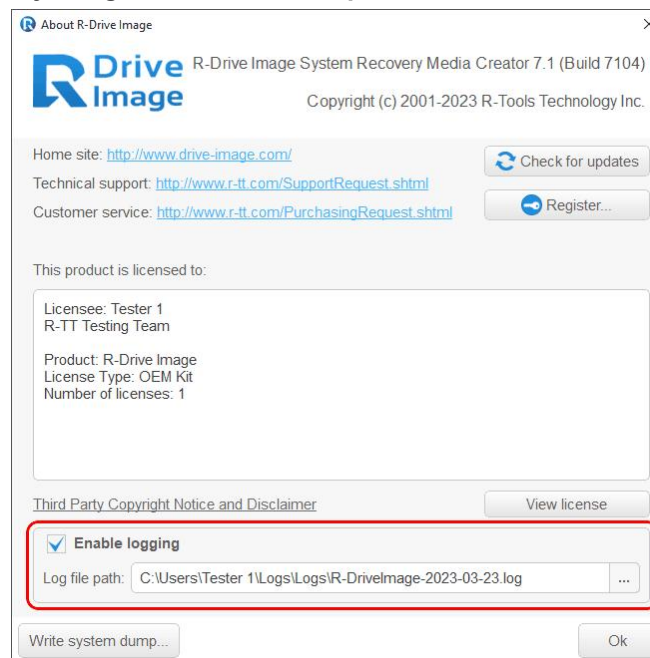 About R-Drive Image
Drive
Image
R-Drive Image System Recovery Media Creator 7.1 (Build 7104)
Copyright (c) 2001-2023 R-Tools Technology Inc.
Home site: http://www.drive-image.com/
Check for updates
Technical support: http://www.r-tt.com/SupportRequest.shtml
Customer service: http://www.r-tt.com/PurchasingRequest.shtml
Register...
This product is licensed to:
Licensee: Tester 1
R-TT Testing Team
Product: R-Drive Image
License Type: OEM Kit
Number of licenses: 1
Third Party Copyright Notice and Disclaimer
View license
Enable logging
Log file path: C:\Users\Tester 1\Logs\Logs\R-DriveImage-2023-03-23.log ...
Write system dump...
Ok